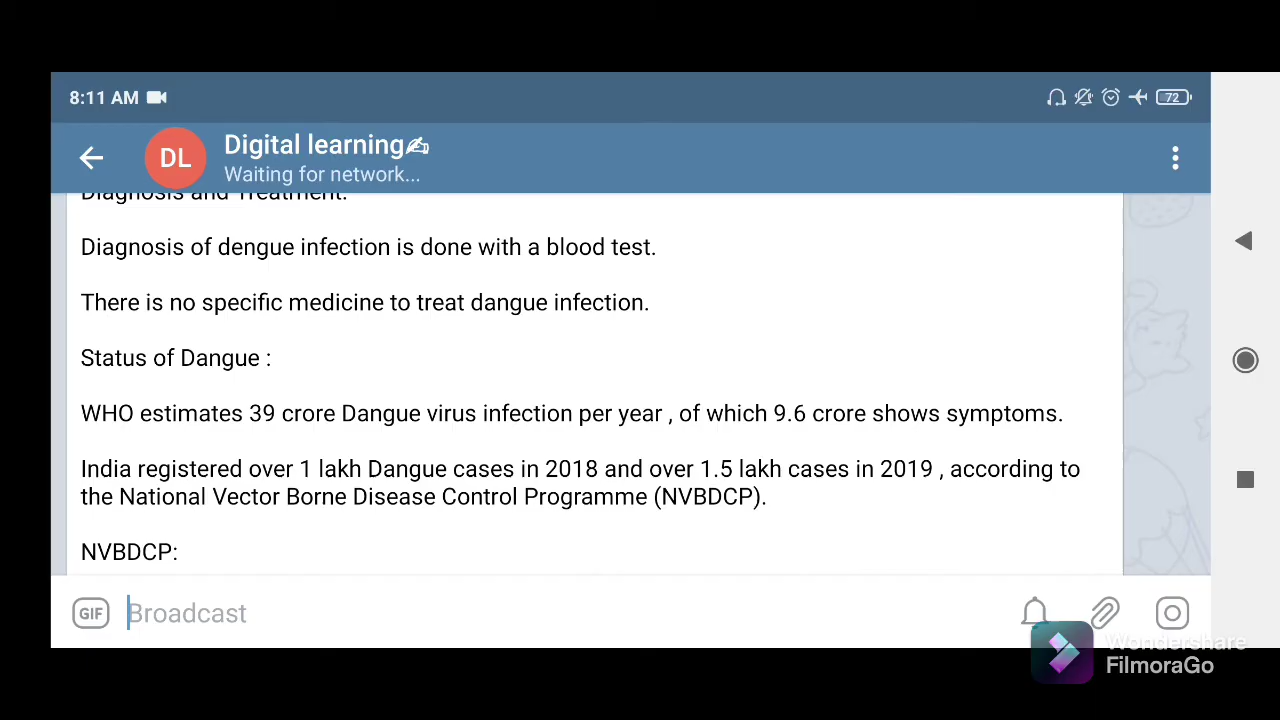 8:11 AM
72
DL
Digital learning✍
Waiting for network...
Diagnosis and Treatment:
Diagnosis of dengue infection is done with a blood test.
There is no specific medicine to treat dangue infection.
Status of Dangue :
WHO estimates 39 crore Dangue virus infection per year , of which 9.6 crore shows symptoms.
India registered over 1 lakh Dangue cases in 2018 and over 1.5 lakh cases in 2019 , according to
the National Vector Borne Disease Control Programme (NVBDCP).
NVBDCP:
GIF
Broadcast
Wondershare
FilmoraGo